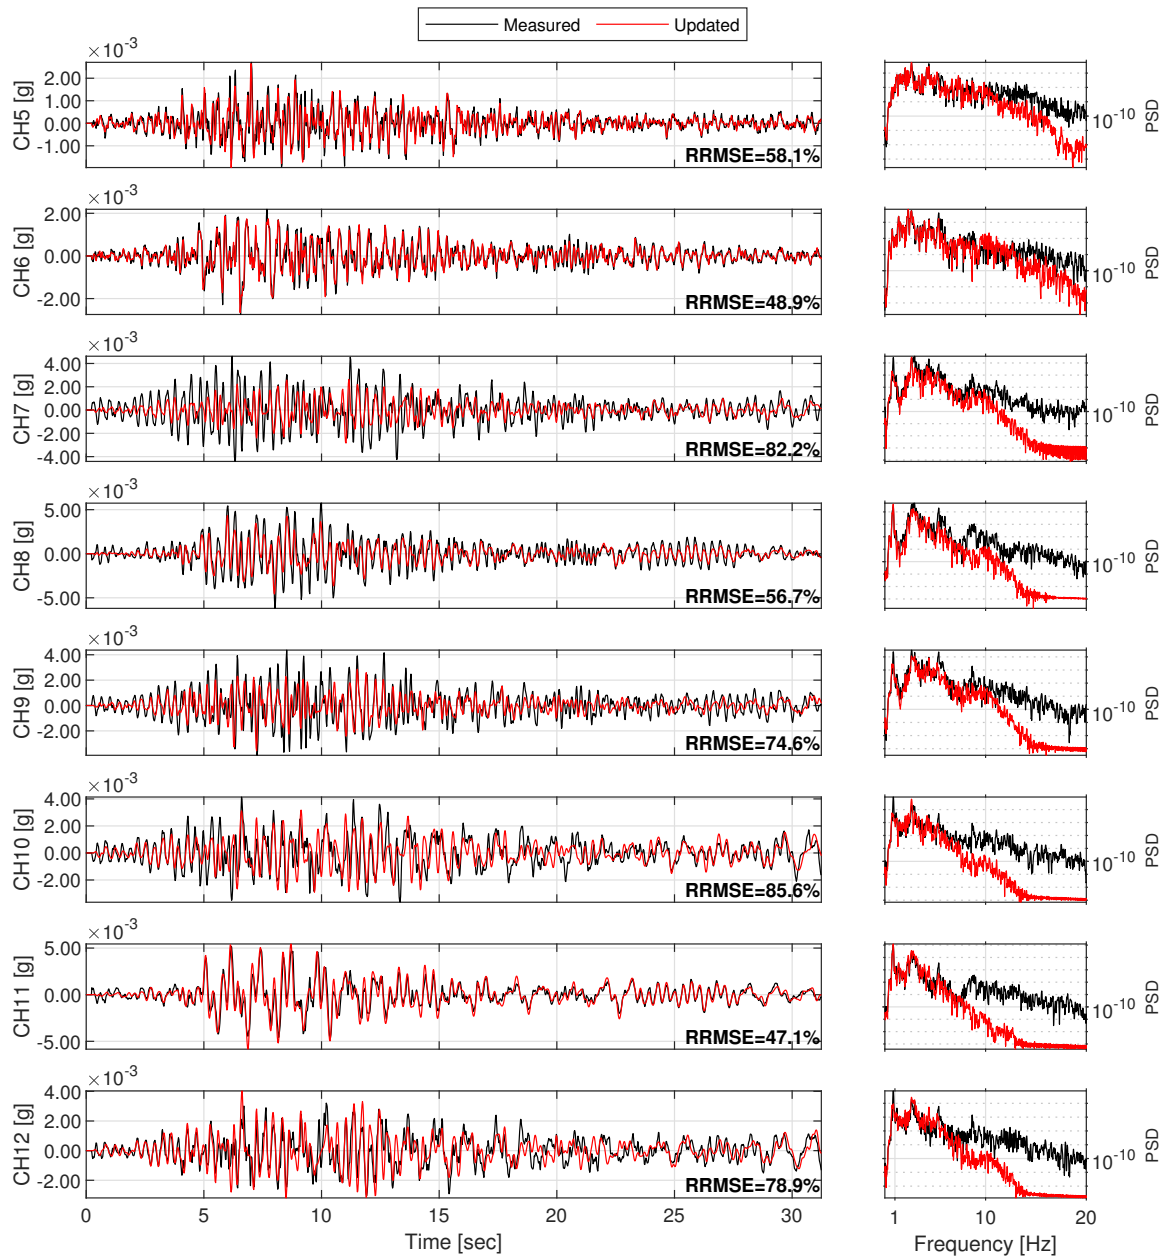 Measured Updated
×10-3
2.00
1.00
0.00
-1.00
CH5 [g]
RRMSE=58.1%
10-10
PSD
×10-3
2.00
0.00
-2.00
CH6 [g]
RRMSE=48.9%
10-10
PSD
×10-3
4.00
2.00
0.00
-2.00
-4.00
CH7 [g]
RRMSE=82.2%
10-10
PSD
×10-3
5.00
0.00
-5.00
CH8 [g]
RRMSE=56.7%
10-10
PSD
×10-3
4.00
2.00
0.00
-2.00
CH9 [g]
RRMSE=74.6%
10-10
PSD
×10-3
4.00
2.00
0.00
-2.00
CH10 [g]
RRMSE=85.6%
10-10
PSD
×10-3
5.00
0.00
-5.00
CH11 [g]
RRMSE=47.1%
10-10
PSD
×10-3
4.00
2.00
0.00
-2.00
CH12 [g]
RRMSE=78.9%
10-10
PSD
0 5 10 15 20 25 30 1 10 20
Time [sec] Frequency [Hz]